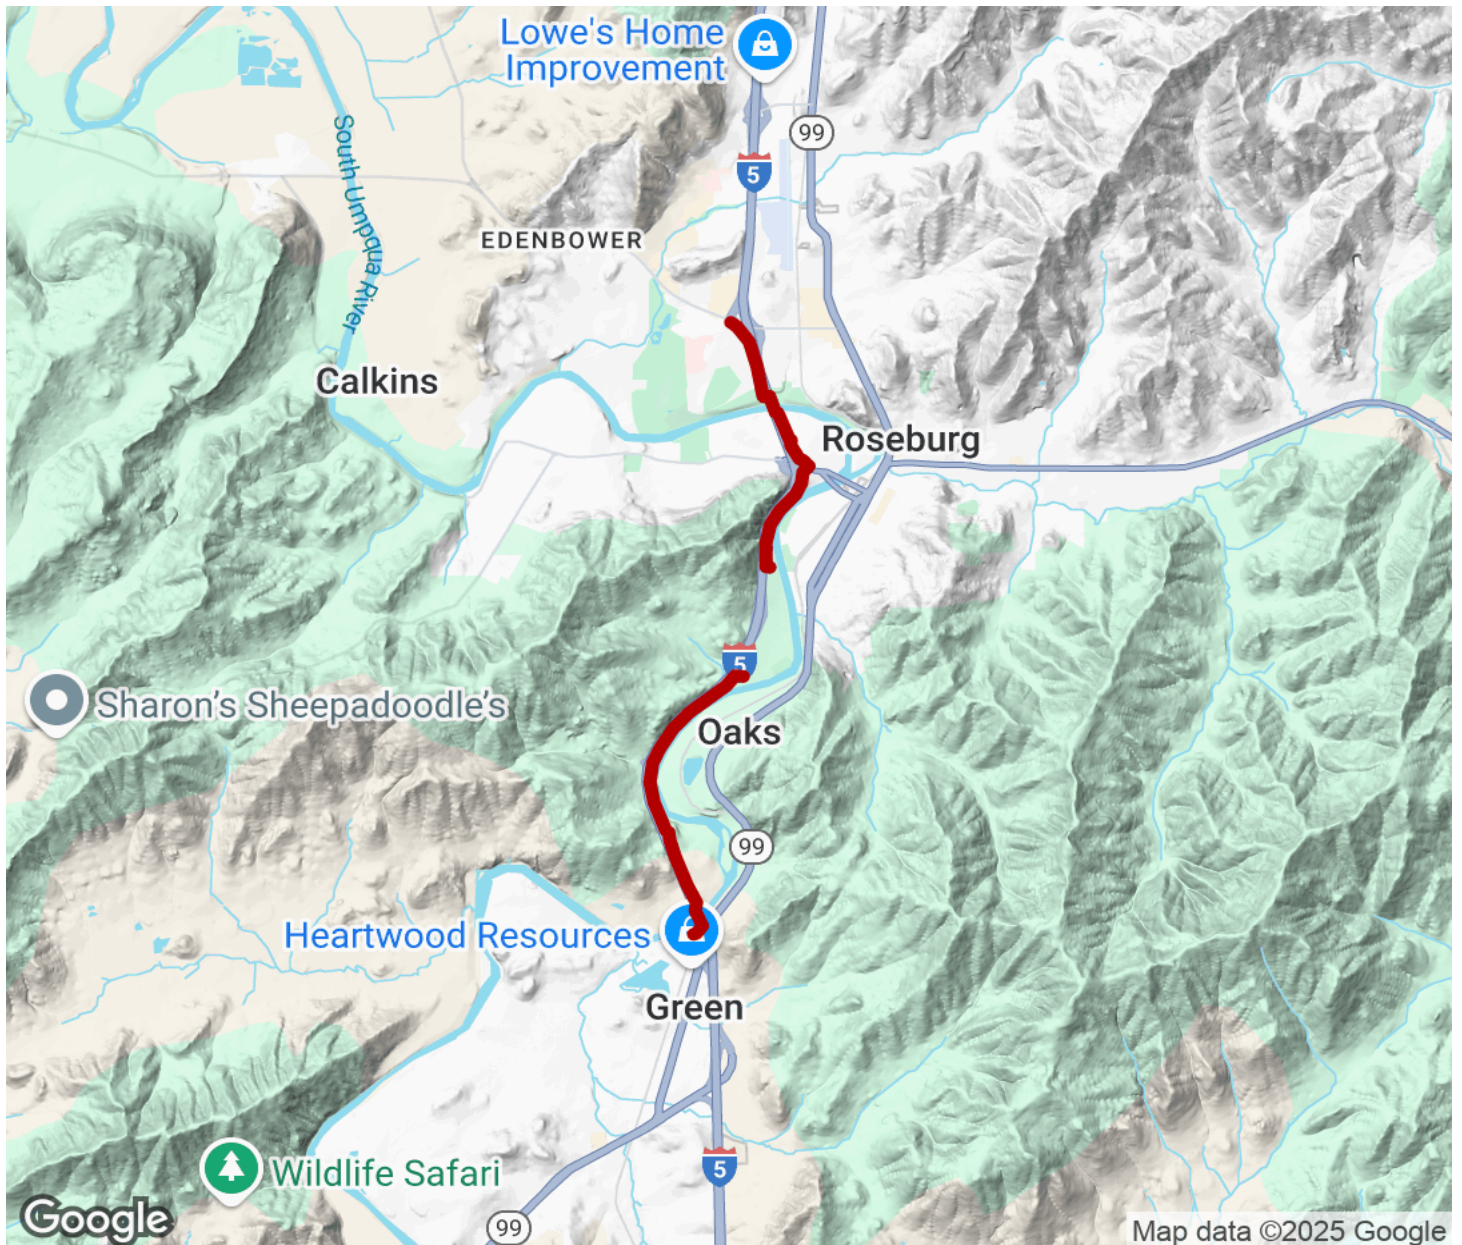 Lowe's Home
Improvement
99
5
South Umpqua River
EDENBOWER
Calkins
Roseburg
5
Sharon's Sheepadoodle's
Oaks
99
Heartwood Resources
Green
5
Wildlife Safari
99
Google
Map data ©2025 Google